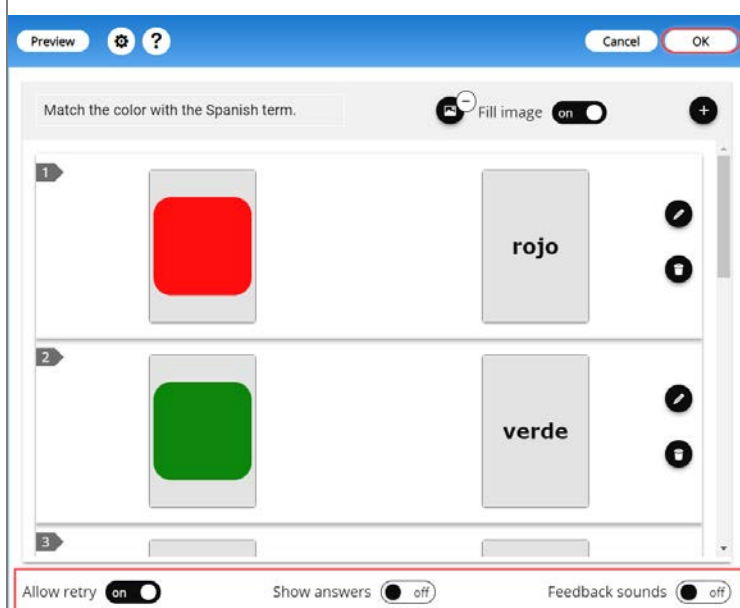 Preview ? Cancel OK
Match the color with the Spanish term. Fill image on
1
rojo
2
verde
3
Allow retry on Show answers off Feedback sounds off